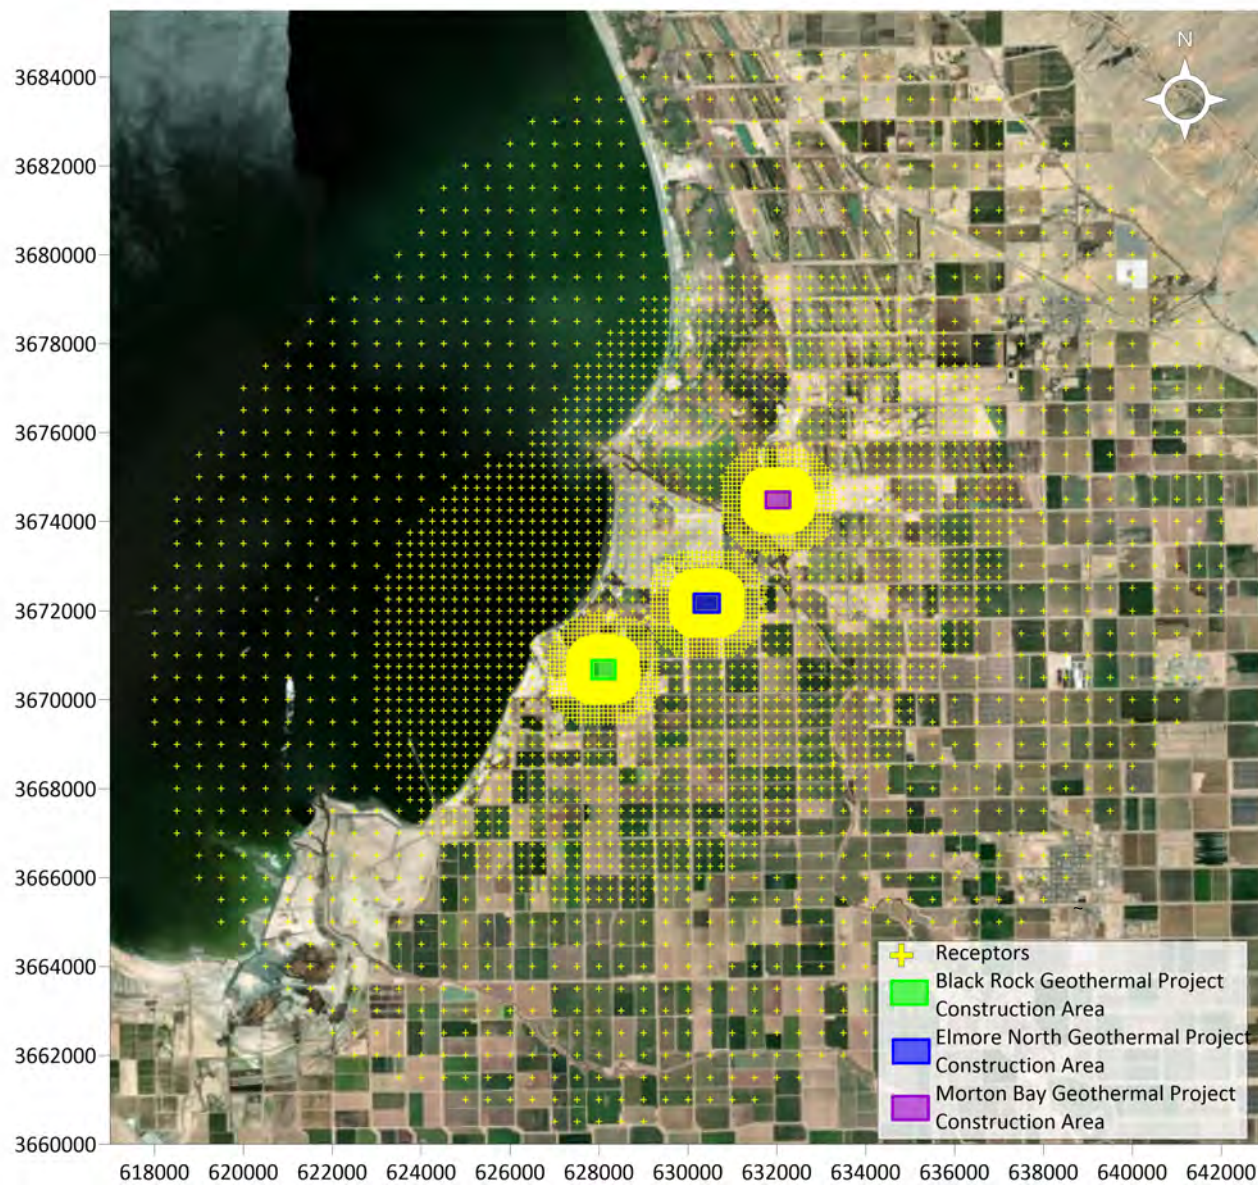 N
3684000
3682000
3680000
3678000
3676000
3674000
3672000
3670000
3668000
3666000
3664000
3662000
3660000
Receptors
Black Rock Geothermal Project
Construction Area
Elmore North Geothermal Project
Construction Area
Morton Bay Geothermal Project
Construction Area
618000 620000 622000 624000 626000 628000 630000 632000 634000 636000 638000 640000 642000